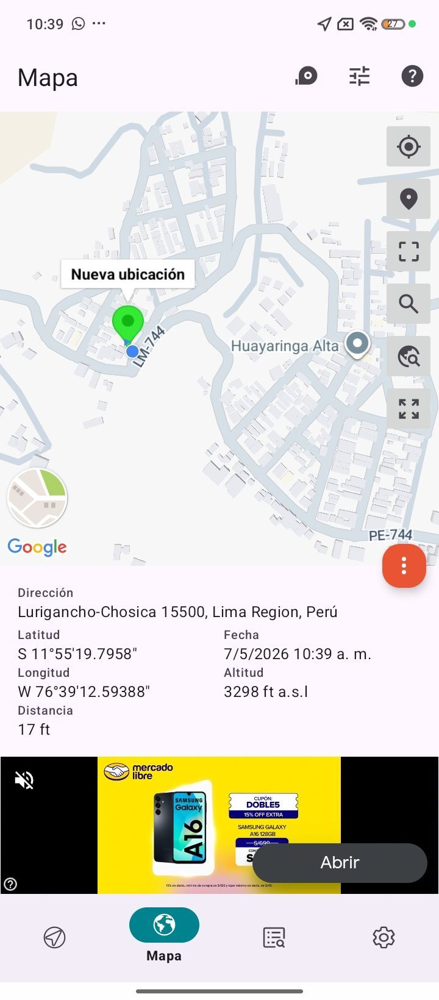 10:39
27
Mapa
Nueva ubicación
LM-744
Huayaringa Alta
PE-744
Google
Dirección
Lurigancho-Chosica 15500, Lima Region, Perú
Latitud
S 11°55'19.7958"
Fecha
7/5/2026 10:39 a. m.
Longitud
W 76°39'12.59388"
Altitud
3298 ft a.s.l
Distancia
17 ft
mercado
libre
SAMSUNG
Galaxy
A16
CUPÓN:
DOBLE5
15% OFF EXTRA
SAMSUNG GALAXY
A16 128GB
S/699
Abrir
Mapa